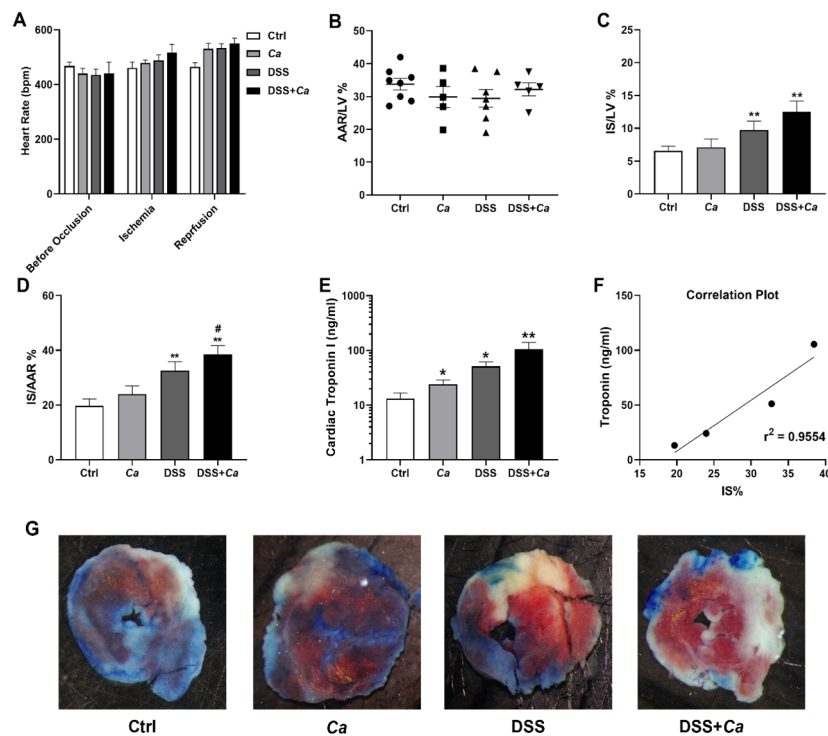 A
Heart Rate (bpm)
600
400
200
0
Before Occlusion
Ischemia
Reprfusion
Ctrl
Ca
DSS
DSS+Ca
B
AAR/LV %
50
40
30
20
10
0
Ctrl Ca DSS DSS+Ca
C
IS/LV %
25
20
15
10
5
0
** **
Ctrl Ca DSS DSS+Ca
D
IS/AAR %
60
40
20
0
#
** **
Ctrl Ca DSS DSS+Ca
E
Cardiac Troponin I (ng/ml)
1000
100
10
1
* * **
Ctrl Ca DSS DSS+Ca
F
Correlation Plot
Troponin (ng/ml)
150
100
50
0
r² = 0.9554
15 20 25 30 35 40
IS%
G
Ctrl Ca DSS DSS+Ca